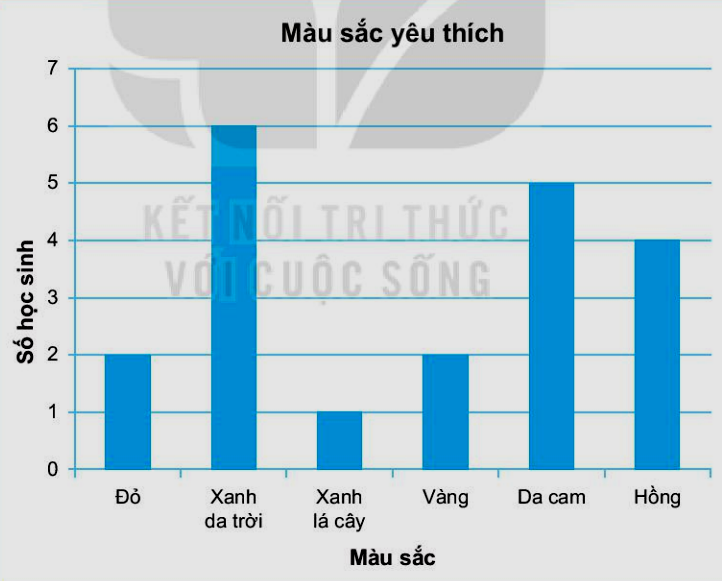 Màu sắc yêu thích
7
6
5
4
3
2
1
0
Số học sinh
KẾT NỐI TRI THỨC
VỚI CUỘC SỐNG
Đỏ
Xanh
da trời
Xanh
lá cây
Vàng
Da cam
Hồng
Màu sắc